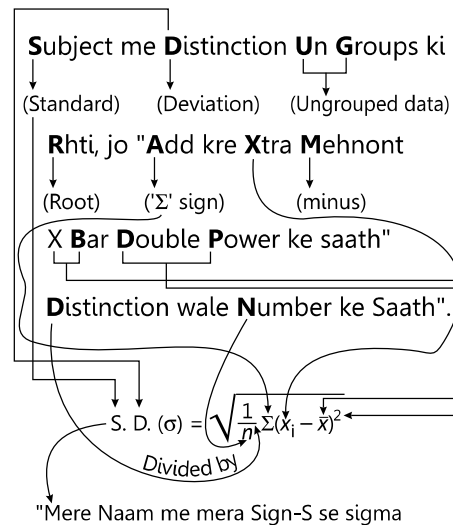 Subject me Distinction Un Groups ki
(Standard) (Deviation) (Ungrouped data)
Rhti, jo "Add kre Xtra Mehnont
(Root) ('Σ' sign) (minus)
X Bar Double Power ke saath"
Distinction wale Number ke Saath".
S. D. (σ) = √1/n Σ(xᵢ − x̄)²
Divided by
"Mere Naam me mera Sign-S se sigma